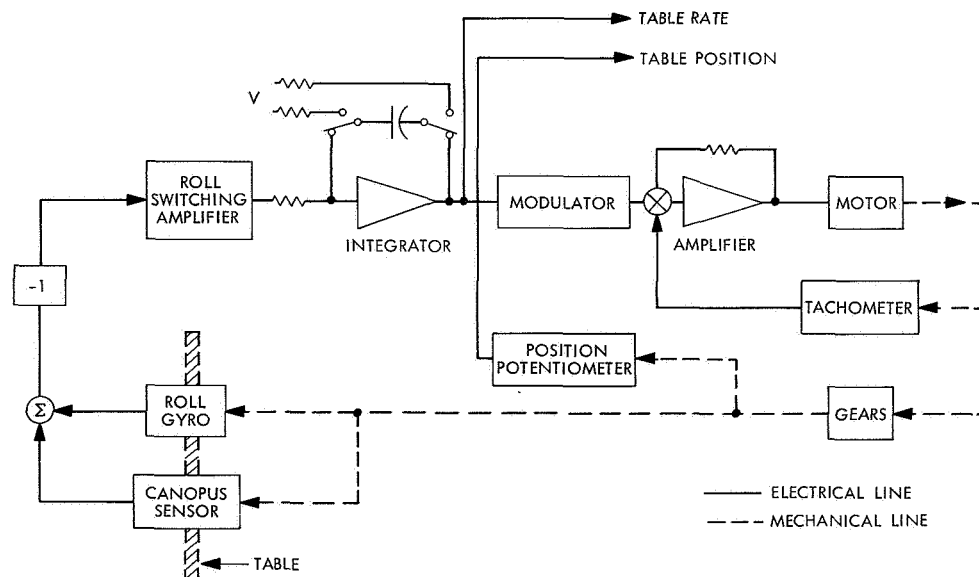 TABLE RATE
TABLE POSITION
V
ROLL
SWITCHING
AMPLIFIER
INTEGRATOR
MODULATOR
AMPLIFIER
MOTOR
-1
TACHOMETER
POSITION
POTENTIOMETER
Σ
ROLL
GYRO
GEARS
CANOPUS
SENSOR
ELECTRICAL LINE
MECHANICAL LINE
TABLE